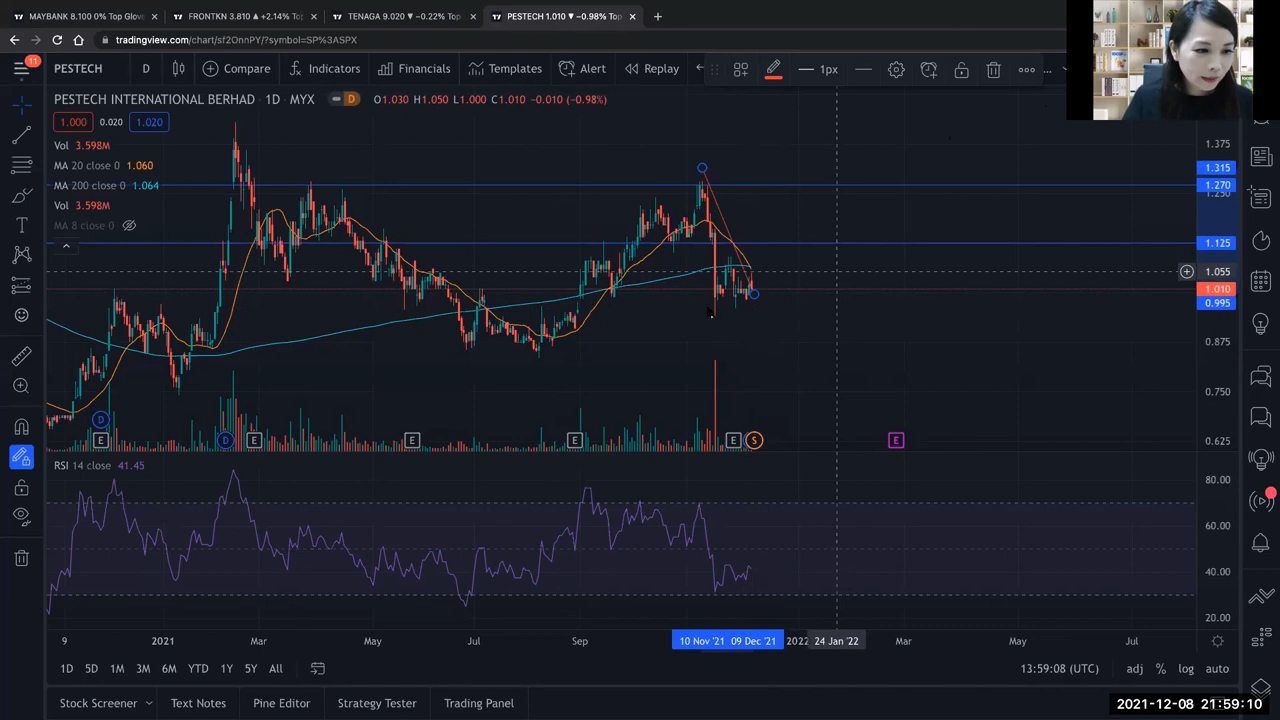 MAYBANK 8.100 0% Top Glov
FRONTKN 3.810 ▲ +2.14% Top
TENAGA 9.020 ▼ −0.22% Top
PESTECH 1.010 ▼ −0.98% Top
tradingview.com/chart/sf2OnnPY/?symbol=SP%3ASPX
11
PESTECH
D
Compare
Indicators
Financials
Templates
Alert
Replay
1px
PESTECH INTERNATIONAL BERHAD · 1D · MYX
D
O1.030 H1.050 L1.000 C1.010 −0.010 (−0.98%)
1.000
0.020
1.020
Vol 3.598M
MA 20 close 0 1.060
MA 200 close 0 1.064
Vol 3.598M
MA 8 close 0
1.375
1.315
1.270
1.250
1.125
1.055
1.010
0.995
0.875
0.750
0.625
D
E
D
E
E
E
E
S
E
RSI 14 close 41.45
80.00
60.00
40.00
20.00
9
2021
Mar
May
Jul
Sep
10 Nov '21
09 Dec '21
2022
24 Jan '22
Mar
May
Jul
1D 5D 1M 3M 6M YTD 1Y 5Y All
13:59:08 (UTC)
adj
%
log
auto
Stock Screener
Text Notes
Pine Editor
Strategy Tester
Trading Panel
2021-12-08 21:59:10